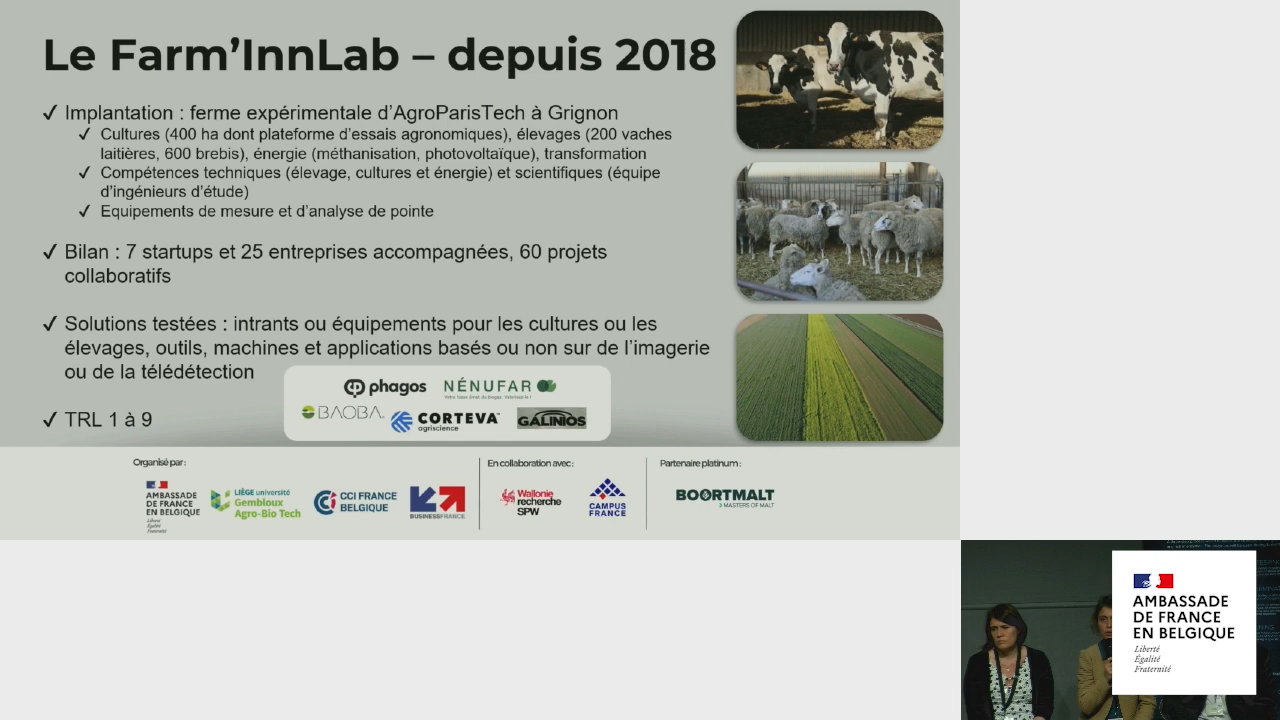 Le Farm’InnLab – depuis 2018
✓ Implantation : ferme expérimentale d’AgroParisTech à Grignon
✓ Cultures (400 ha dont plateforme d’essais agronomiques), élevages (200 vaches
laitières, 600 brebis), énergie (méthanisation, photovoltaïque), transformation
✓ Compétences techniques (élevage, cultures et énergie) et scientifiques (équipe
d’ingénieurs d’étude)
✓ Equipements de mesure et d’analyse de pointe
✓ Bilan : 7 startups et 25 entreprises accompagnées, 60 projets
collaboratifs
✓ Solutions testées : intrants ou équipements pour les cultures ou les
élevages, outils, machines et applications basés ou non sur de l’imagerie
ou de la télédétection
✓ TRL 1 à 9
phagos
NÉNUFAR
BAOBA
CORTEVA
agriscience
GALINIOS
Organisé par :
AMBASSADE
DE FRANCE
EN BELGIQUE
Liberté
Égalité
Fraternité
LIÈGE université
Gembloux
Agro-Bio Tech
CCI FRANCE
BELGIQUE
BUSINESS FRANCE
En collaboration avec :
Wallonie
recherche
SPW
CAMPUS
FRANCE
Partenaire platinum :
BOORTMALT
MASTERS OF MALT
AMBASSADE
DE FRANCE
EN BELGIQUE
Liberté
Égalité
Fraternité